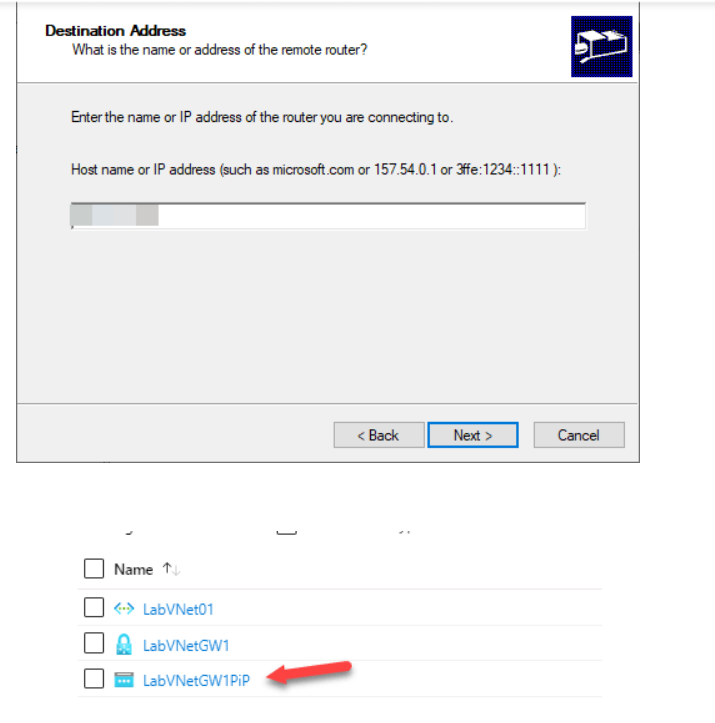 Destination Address
What is the name or address of the remote router?
Enter the name or IP address of the router you are connecting to.
Host name or IP address (such as microsoft.com or 157.54.0.1 or 3ffe:1234::1111 ):
< Back
Next >
Cancel
Name ↑↓
LabVNet01
LabVNetGW1
LabVNetGW1PiP